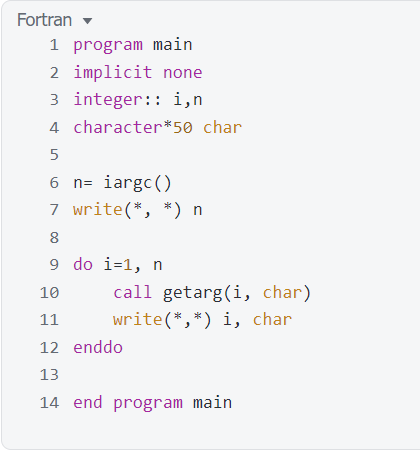 Fortran
1 program main
2 implicit none
3 integer:: i,n
4 character*50 char
5
6 n= iargc()
7 write(*, *) n
8
9 do i=1, n
10     call getarg(i, char)
11     write(*,*) i, char
12 enddo
13
14 end program main